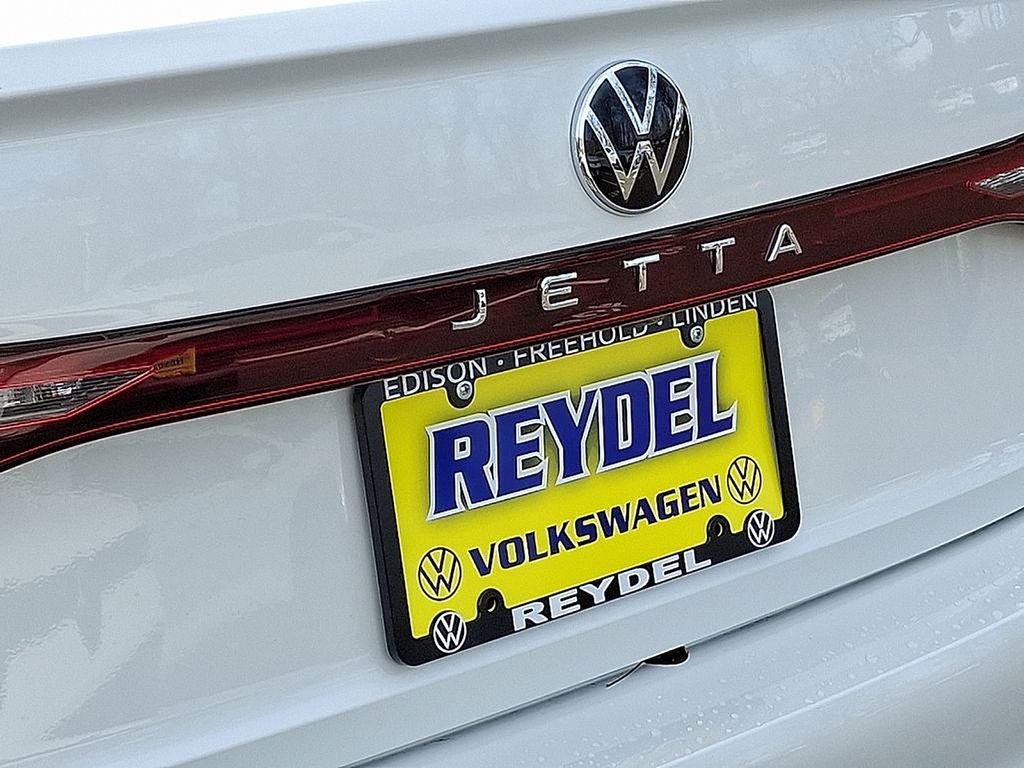 JETTA
EDISON · FREEHOLD · LINDEN
REYDEL
VOLKSWAGEN
REYDEL